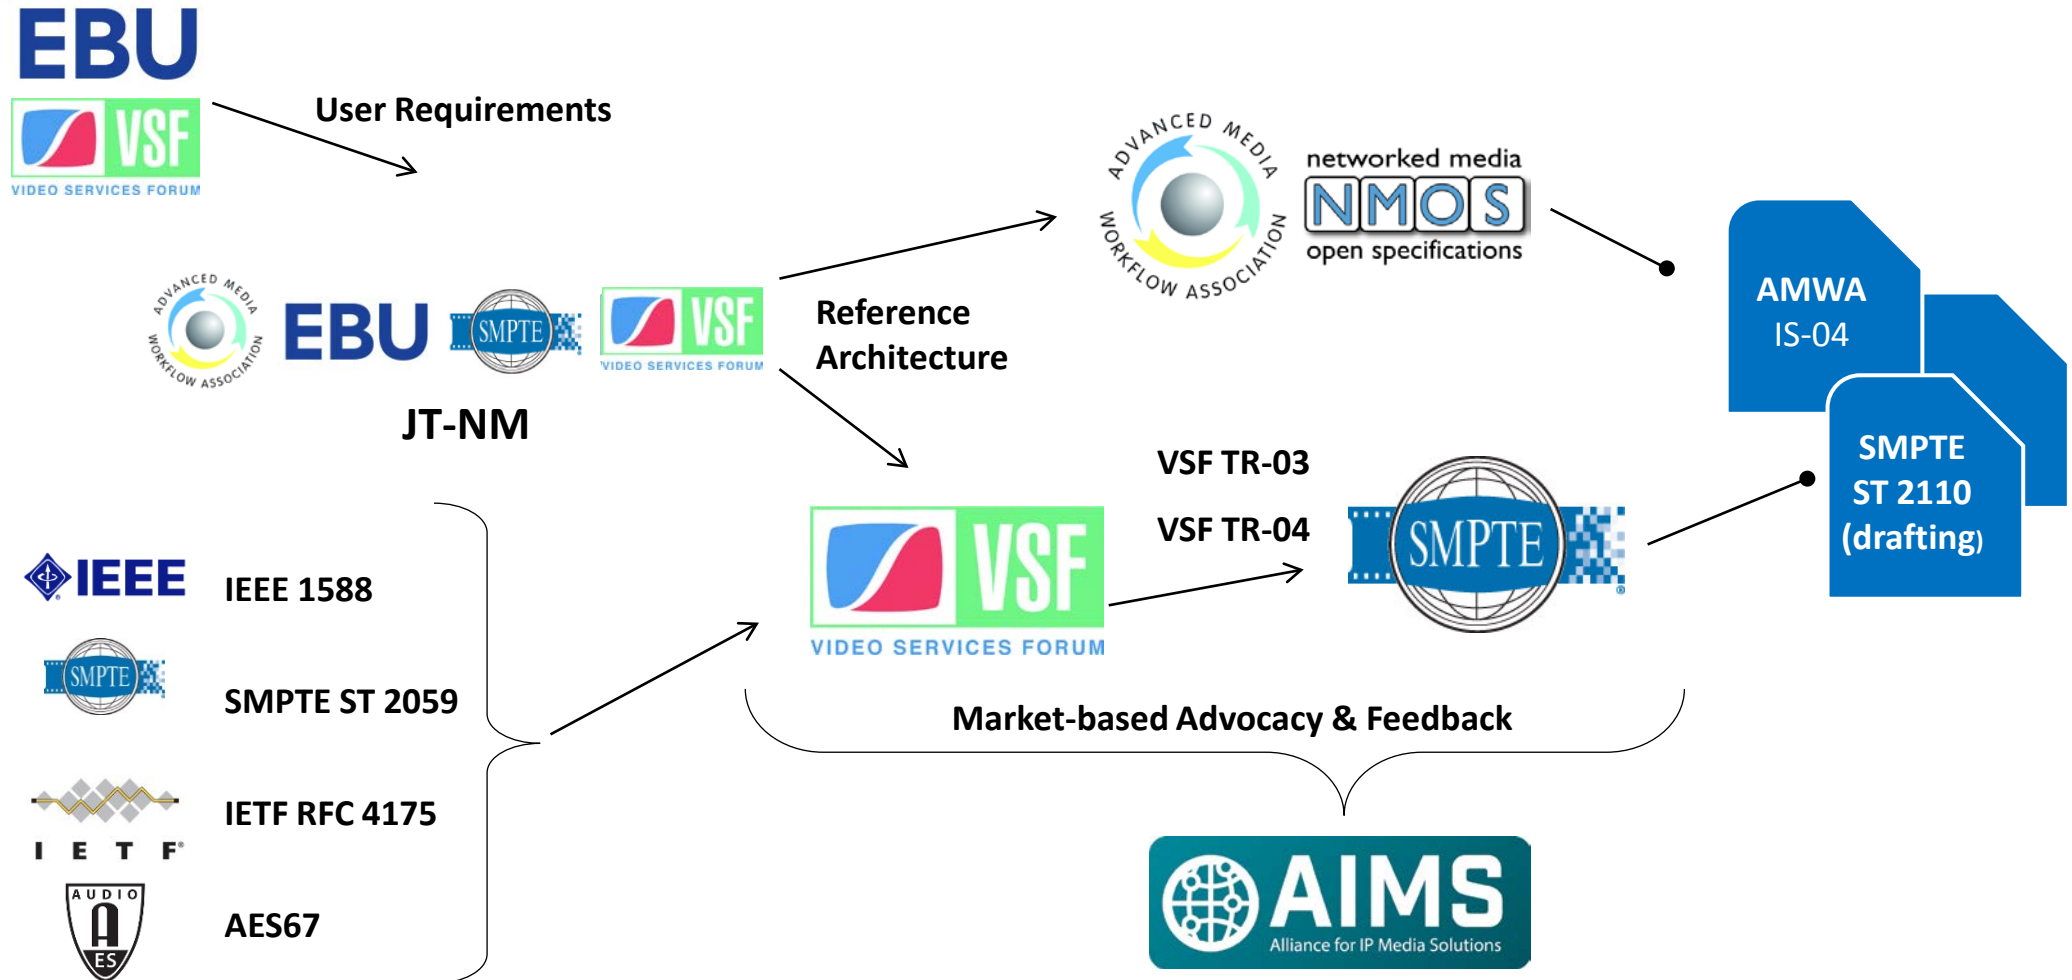 EBU
VSF
VIDEO SERVICES FORUM
User Requirements
ADVANCED MEDIA
WORKFLOW ASSOCIATION
networked media
NMOS
open specifications
AMWA
IS-04
ADVANCED MEDIA
WORKFLOW ASSOCIATION
EBU
SMPTE
VSF
VIDEO SERVICES FORUM
JT-NM
Reference
Architecture
VSF TR-03
VSF TR-04
VSF
VIDEO SERVICES FORUM
SMPTE
®
SMPTE
ST 2110
(drafting)
IEEE
®
IEEE 1588
SMPTE
SMPTE ST 2059
IETF®
IETF RFC 4175
AUDIO
A
ES
AES67
Market-based Advocacy & Feedback
AIMS
Alliance for IP Media Solutions